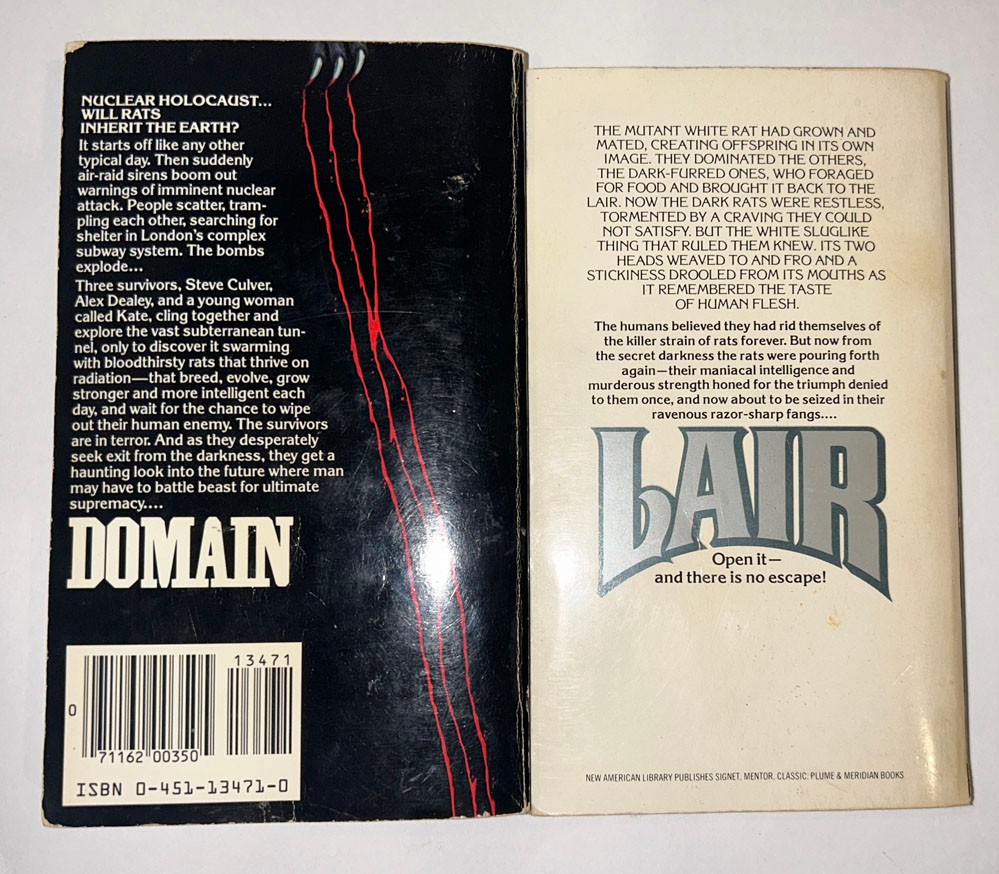 NUCLEAR HOLOCAUST...
WILL RATS
INHERIT THE EARTH?
It starts off like any other
typical day. Then suddenly
air-raid sirens boom out
warnings of imminent nuclear
attack. People scatter, tram-
pling each other, searching for
shelter in London's complex
subway system. The bombs
explode...
Three survivors, Steve Culver,
Alex Dealey, and a young woman
called Kate, cling together and
explore the vast subterranean tun-
nel, only to discover it swarming
with bloodthirsty rats that thrive on
radiation—that breed, evolve, grow
stronger and more intelligent each
day, and wait for the chance to wipe
out their human enemy. The survivors
are in terror. And as they desperately
seek exit from the darkness, they get a
haunting look into the future where man
may have to battle beast for ultimate
supremacy....
DOMAIN
13471
0
71162 00350
ISBN 0-451-13471-0
THE MUTANT WHITE RAT HAD GROWN AND
MATED, CREATING OFFSPRING IN ITS OWN
IMAGE. THEY DOMINATED THE OTHERS,
THE DARK-FURRED ONES, WHO FORAGED
FOR FOOD AND BROUGHT IT BACK TO THE
LAIR. NOW THE DARK RATS WERE RESTLESS,
TORMENTED BY A CRAVING THEY COULD
NOT SATISFY. BUT THE WHITE SLUGLIKE
THING THAT RULED THEM KNEW. ITS TWO
HEADS WEAVED TO AND FRO AND A
STICKINESS DROOLED FROM ITS MOUTHS AS
IT REMEMBERED THE TASTE
OF HUMAN FLESH.
The humans believed they had rid themselves of
the killer strain of rats forever. But now from
the secret darkness the rats were pouring forth
again—their maniacal intelligence and
murderous strength honed for the triumph denied
to them once, and now about to be seized in their
ravenous razor-sharp fangs....
LAIR
Open it—
and there is no escape!
NEW AMERICAN LIBRARY PUBLISHES SIGNET, MENTOR, CLASSIC, PLUME & MERIDIAN BOOKS